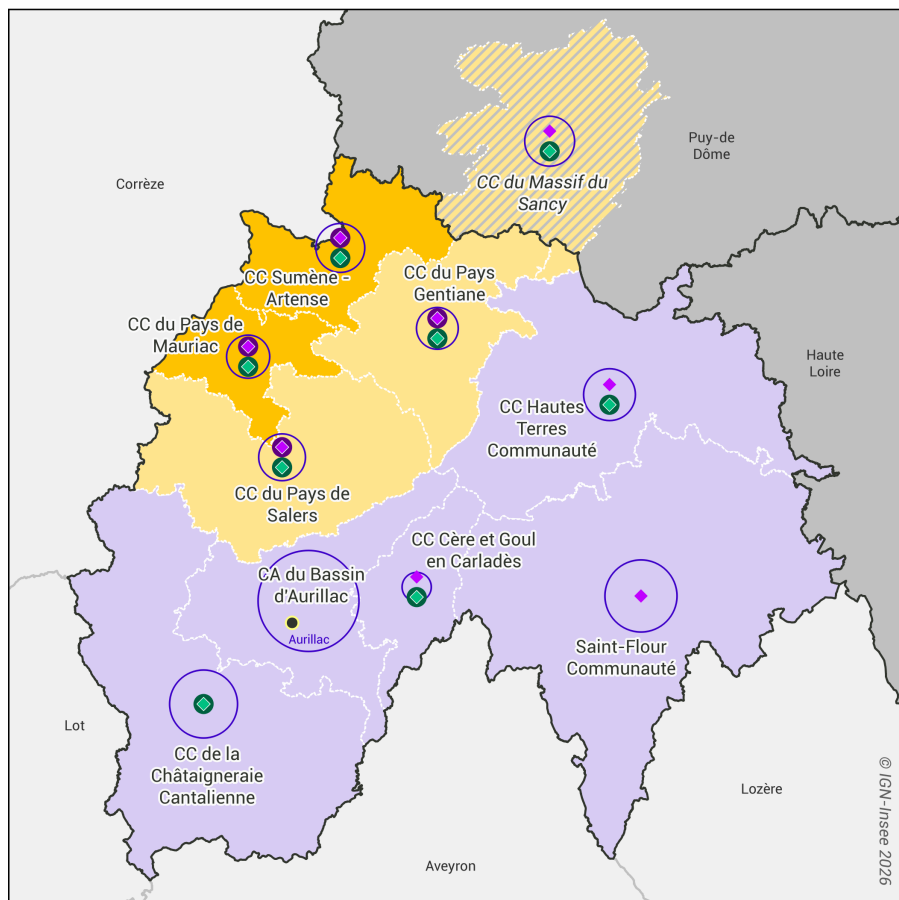 Puy-de
Dôme
Corrèze
CC du Massif du
Sancy
CC Sumène -
Artense
CC du Pays
Gentiane
CC du Pays de
Mauriac
Haute
Loire
CC Hautes
Terres
Communauté
CC du Pays de
Salers
CC Cère et Goul
en Carladès
CA du Bassin
d'Aurillac
Aurillac
Saint-Flour
Communauté
Lot
CC de la
Châtaigneraie
Cantalienne
Lozère
Aveyron
© IGN-Insee 2026